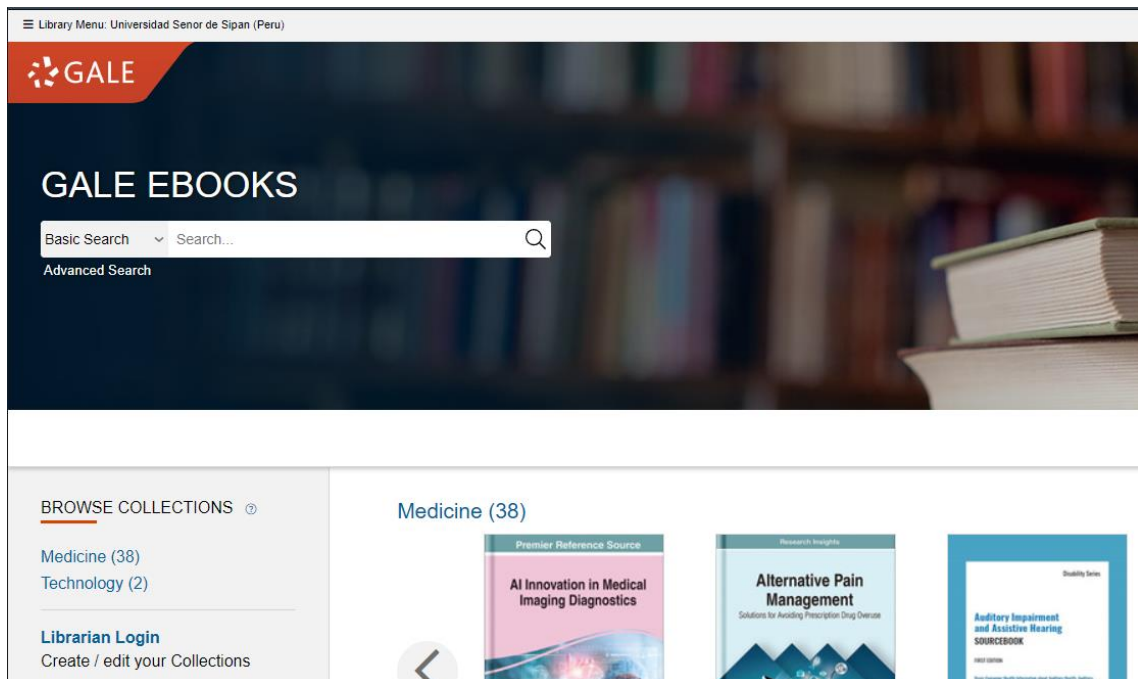 ☰ Library Menu: Universidad Senor de Sipan (Peru)
GALE
GALE EBOOKS
Basic Search
Search...
Advanced Search
BROWSE COLLECTIONS
Medicine (38)
Technology (2)
Librarian Login
Create / edit your Collections
Medicine (38)
Premier Reference Source
AI Innovation in Medical
Imaging Diagnostics
Research Insights
Alternative Pain
Management
Solutions for Avoiding Prescription Drug Overuse
Disability Series
Auditory Impairment
and Assistive Hearing
SOURCEBOOK
FIRST EDITION